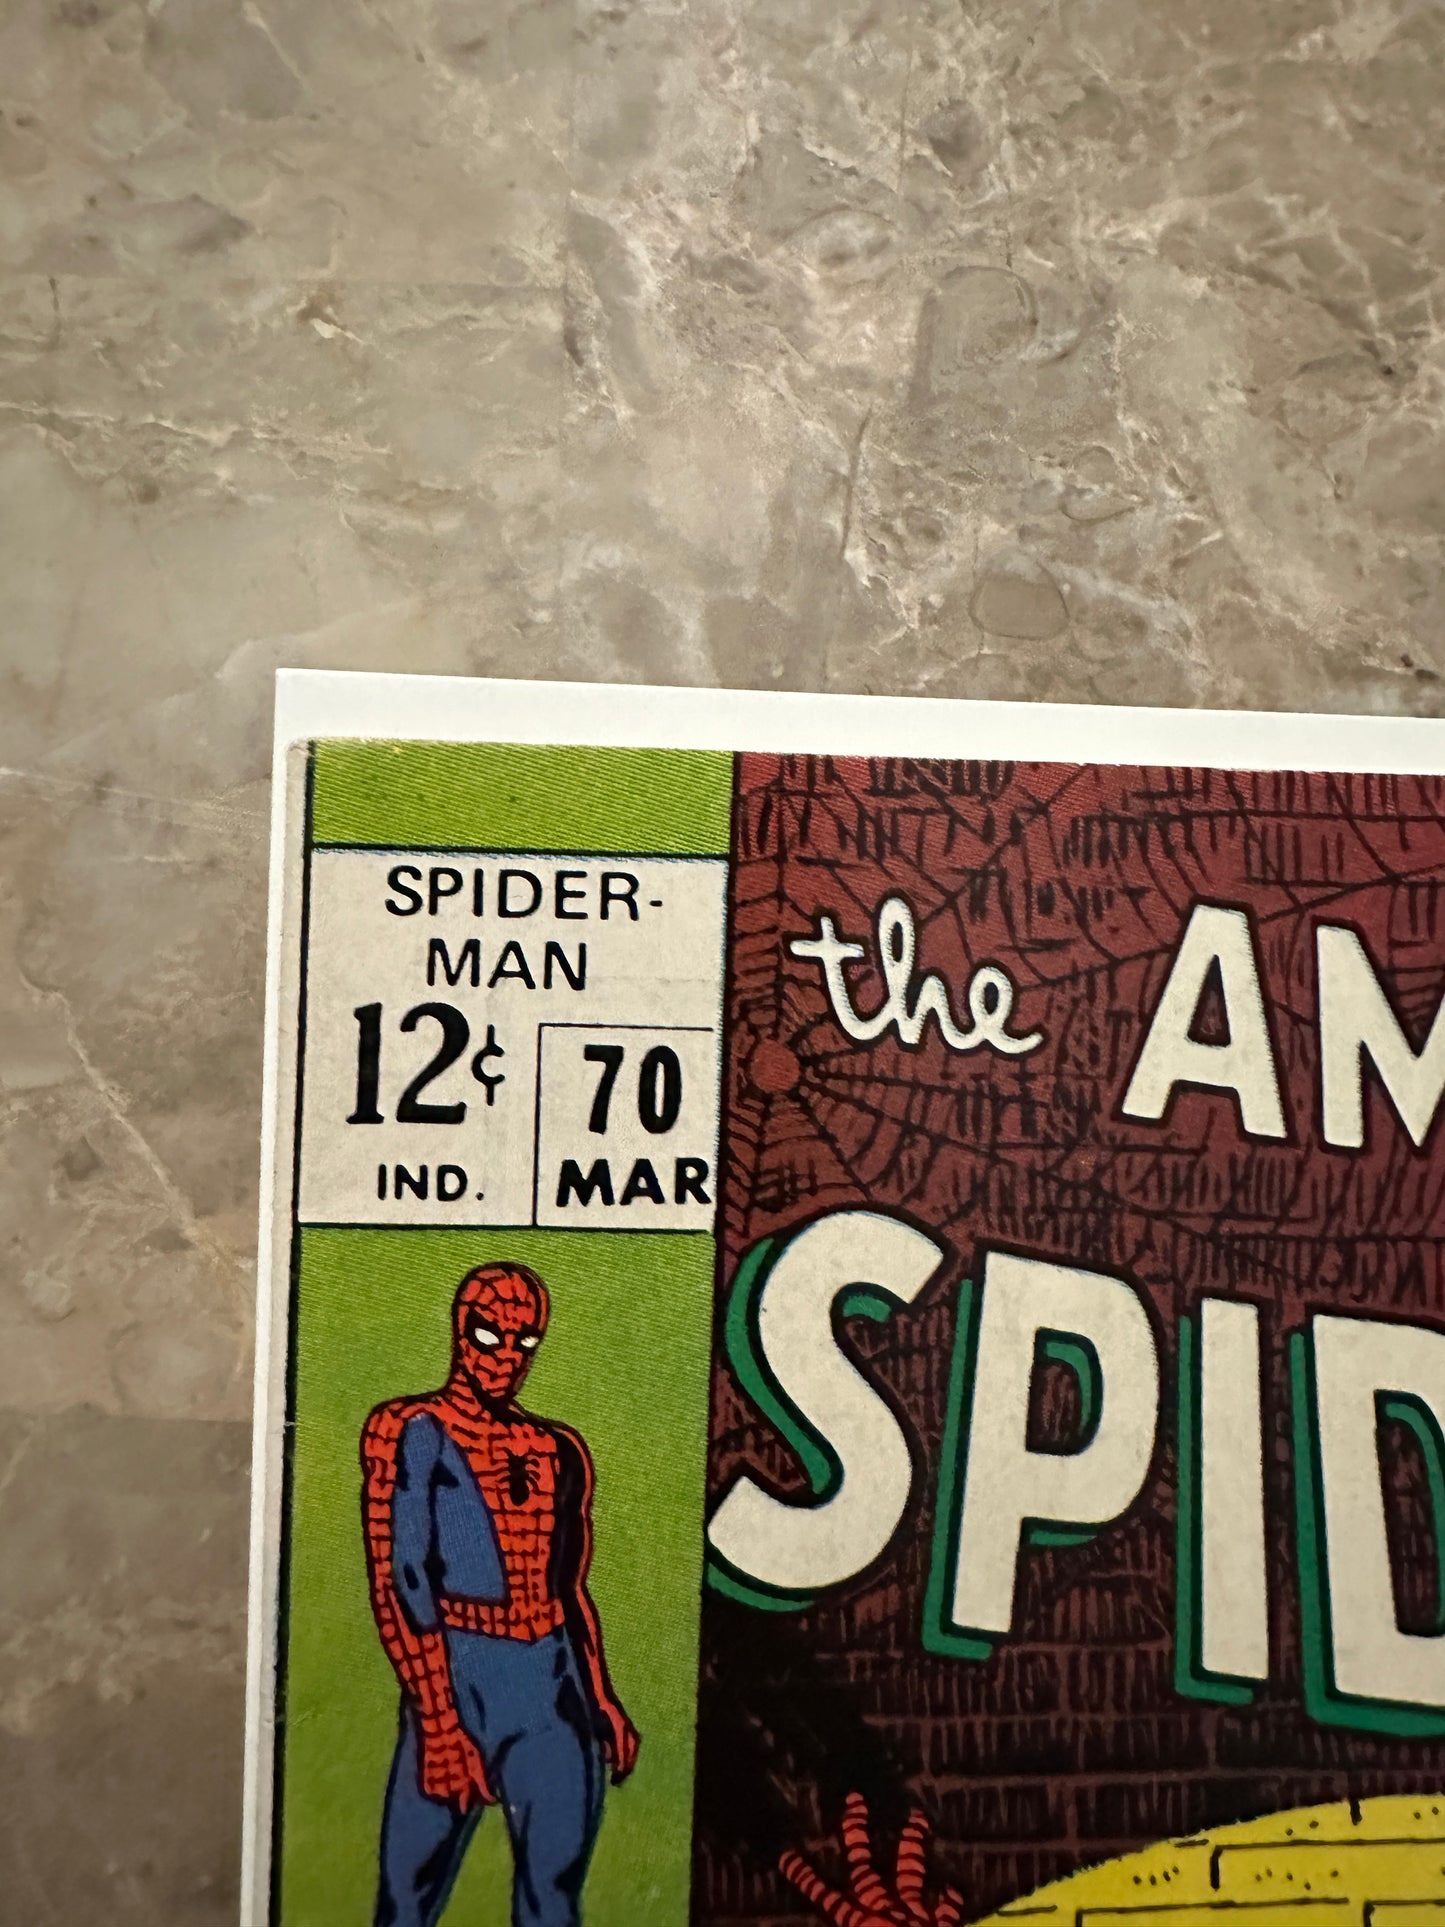 SPIDER-
MAN
12¢
IND.
70
MAR
the AM
SPID